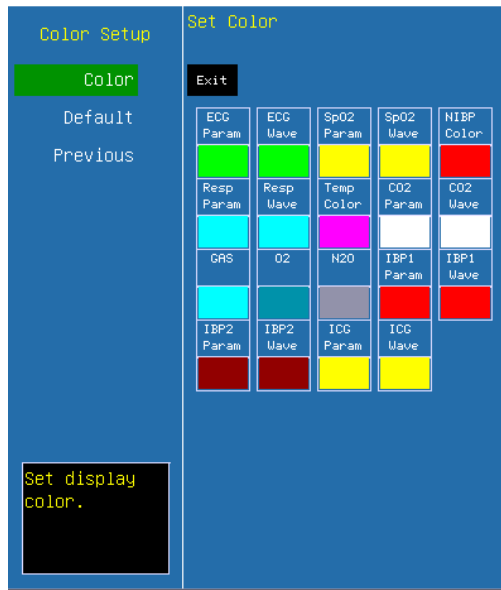 Color Setup
Color
Default
Previous
Set display
color.
Set Color
Exit
ECG Param
ECG Wave
SpO2 Param
SpO2 Wave
NIBP Color
Resp Param
Resp Wave
Temp Color
CO2 Param
CO2 Wave
GAS
O2
N2O
IBP1 Param
IBP1 Wave
IBP2 Param
IBP2 Wave
ICG Param
ICG Wave